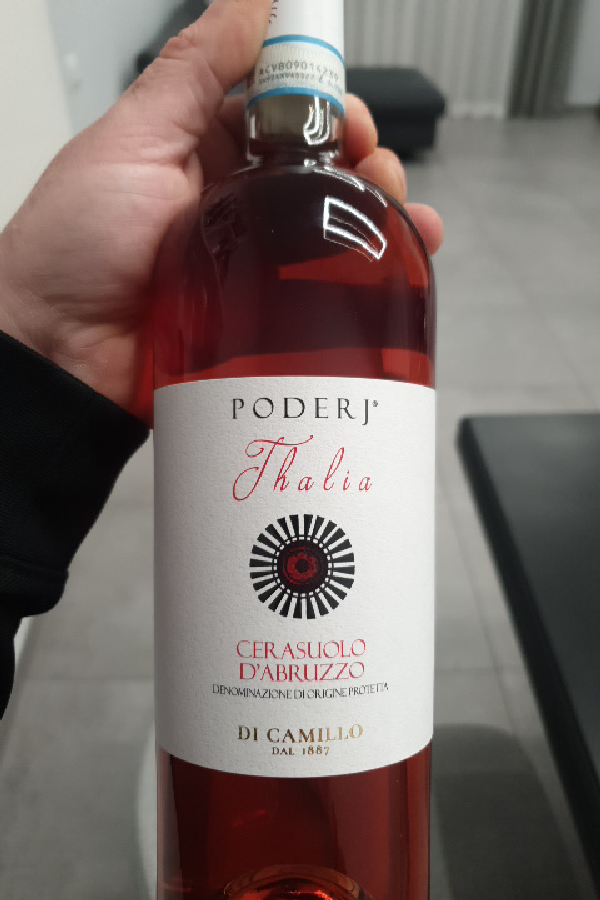 PODERJ®
Thalia
CERASUOLO
D'ABRUZZO
DENOMINAZIONE DI ORIGINE PROTETTA
DI CAMILLO
DAL 1887